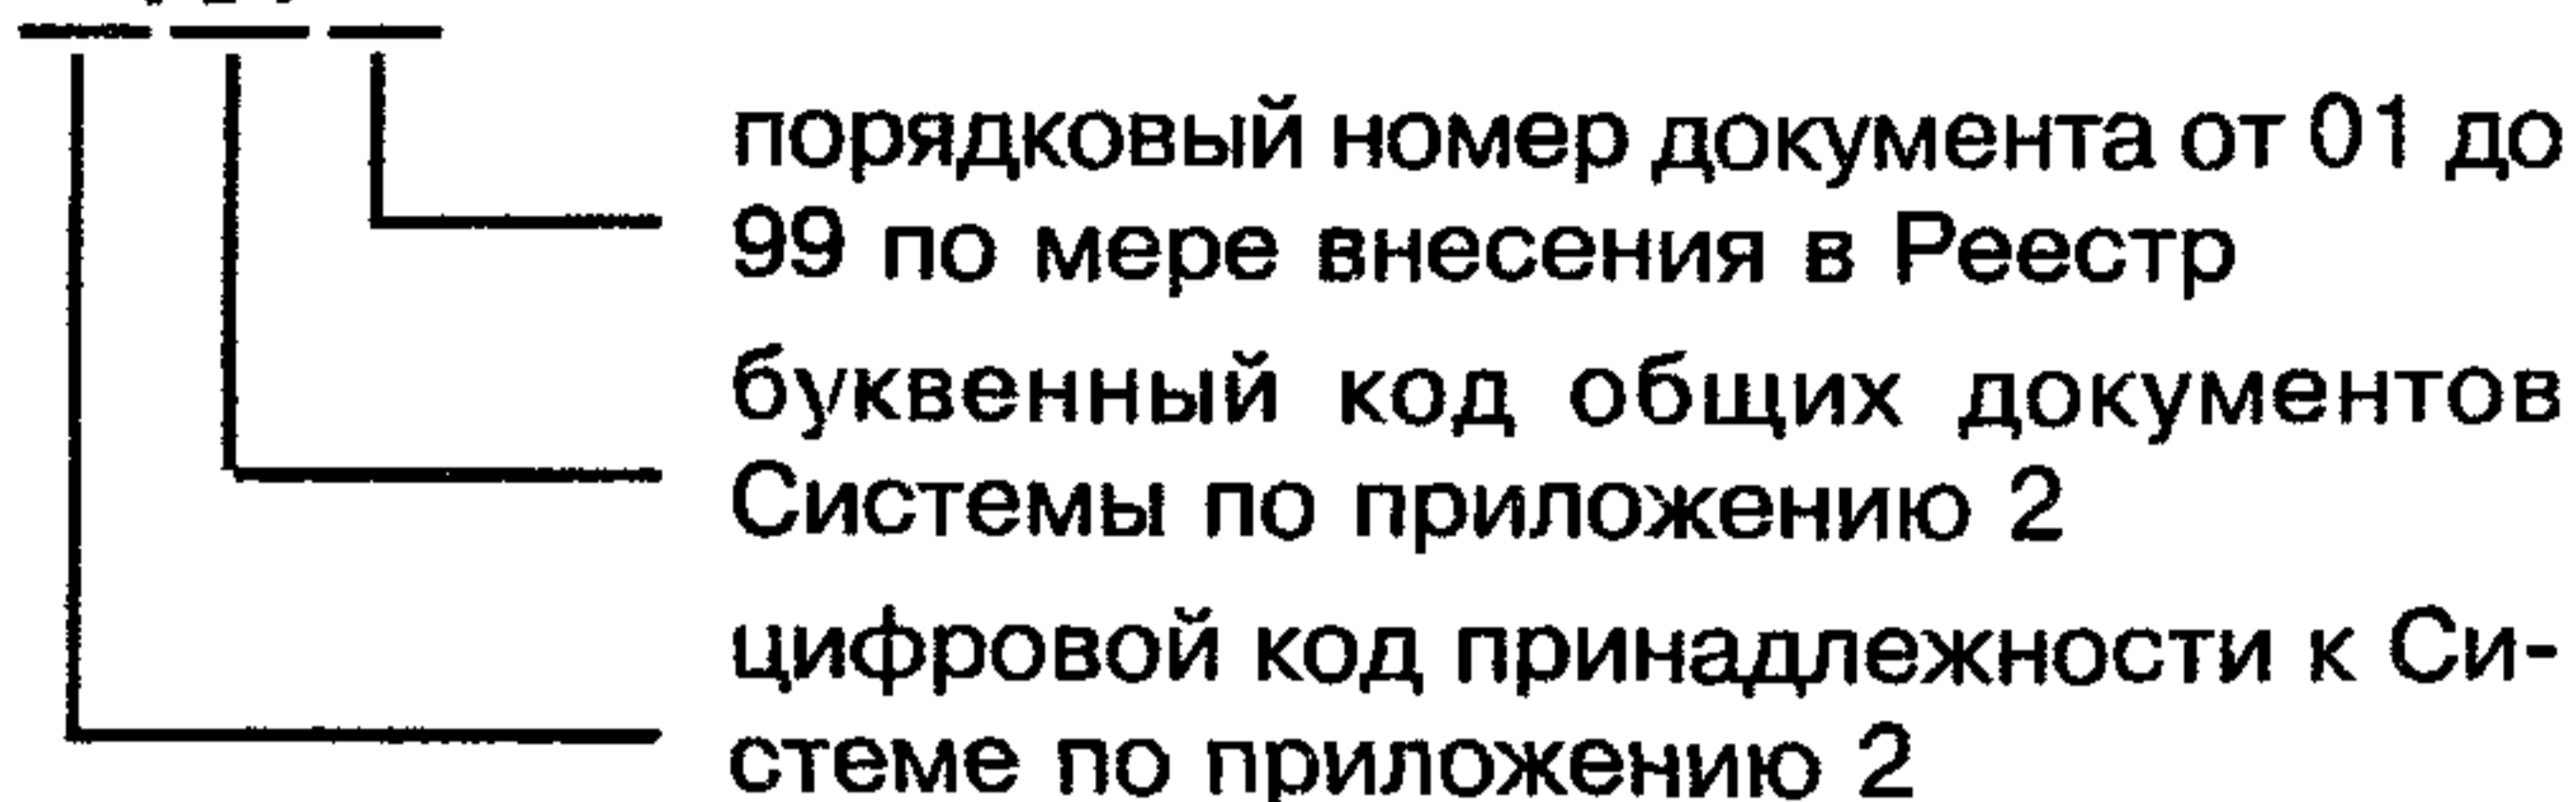 порядковый номер документа от 01 до
99 по мере внесения в Реестр
буквенный код общих документов
Системы по приложению 2
цифровой код принадлежности к Си-
стеме по приложению 2